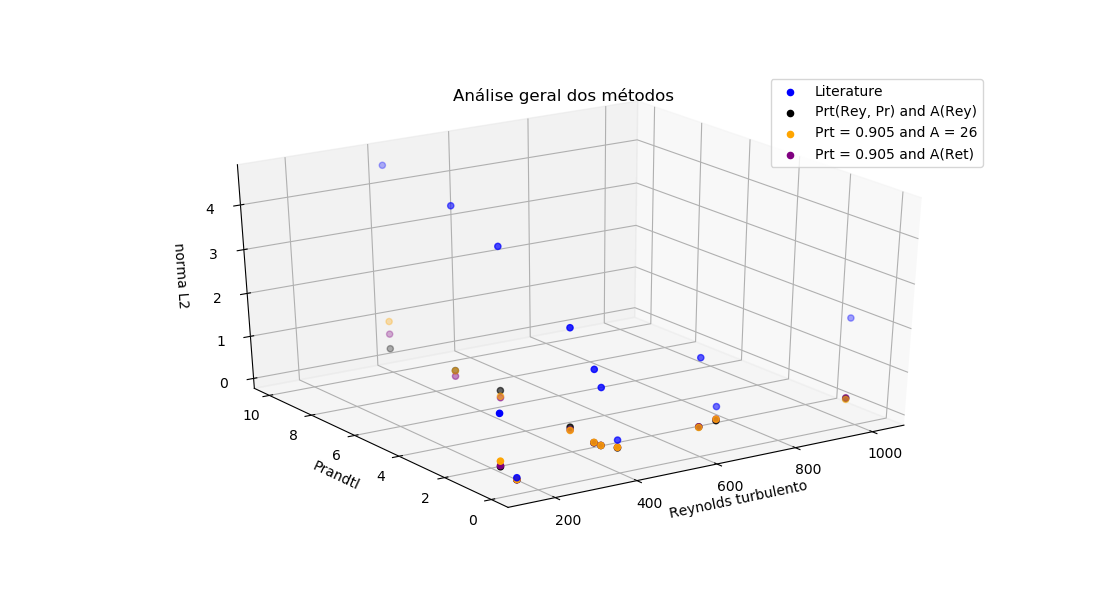 Análise geral dos métodos
Literature
Prt(Rey, Pr) and A(Rey)
Prt = 0.905 and A = 26
Prt = 0.905 and A(Ret)
norma L2
4
3
2
1
0
Prandtl
10
8
6
4
2
0
Reynolds turbulento
200
400
600
800
1000